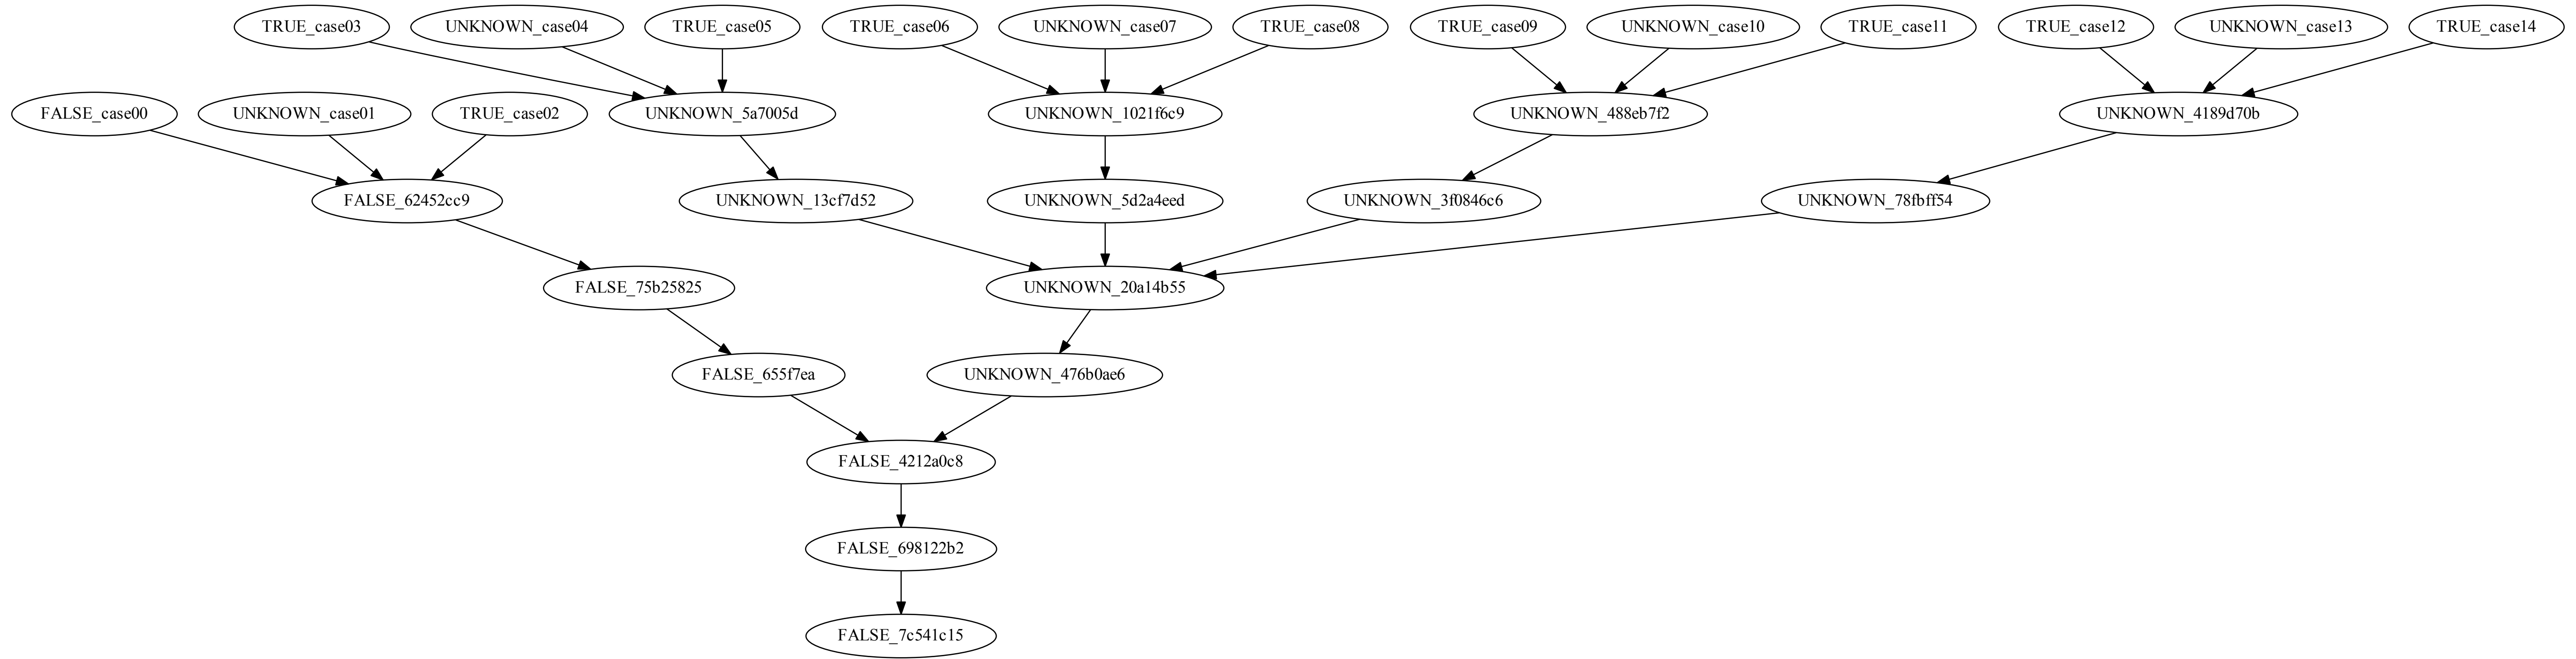 TRUE_case03
UNKNOWN_case04
TRUE_case05
TRUE_case06
UNKNOWN_case07
TRUE_case08
TRUE_case09
UNKNOWN_case10
TRUE_case11
TRUE_case12
UNKNOWN_case13
TRUE_case14
FALSE_case00
UNKNOWN_case01
TRUE_case02
UNKNOWN_5a7005d
UNKNOWN_1021f6c9
UNKNOWN_488eb7f2
UNKNOWN_4189d70b
FALSE_62452cc9
UNKNOWN_13cf7d52
UNKNOWN_5d2a4eed
UNKNOWN_3f0846c6
UNKNOWN_78fbff54
FALSE_75b25825
UNKNOWN_20a14b55
FALSE_655f7ea
UNKNOWN_476b0ae6
FALSE_4212a0c8
FALSE_698122b2
FALSE_7c541c15